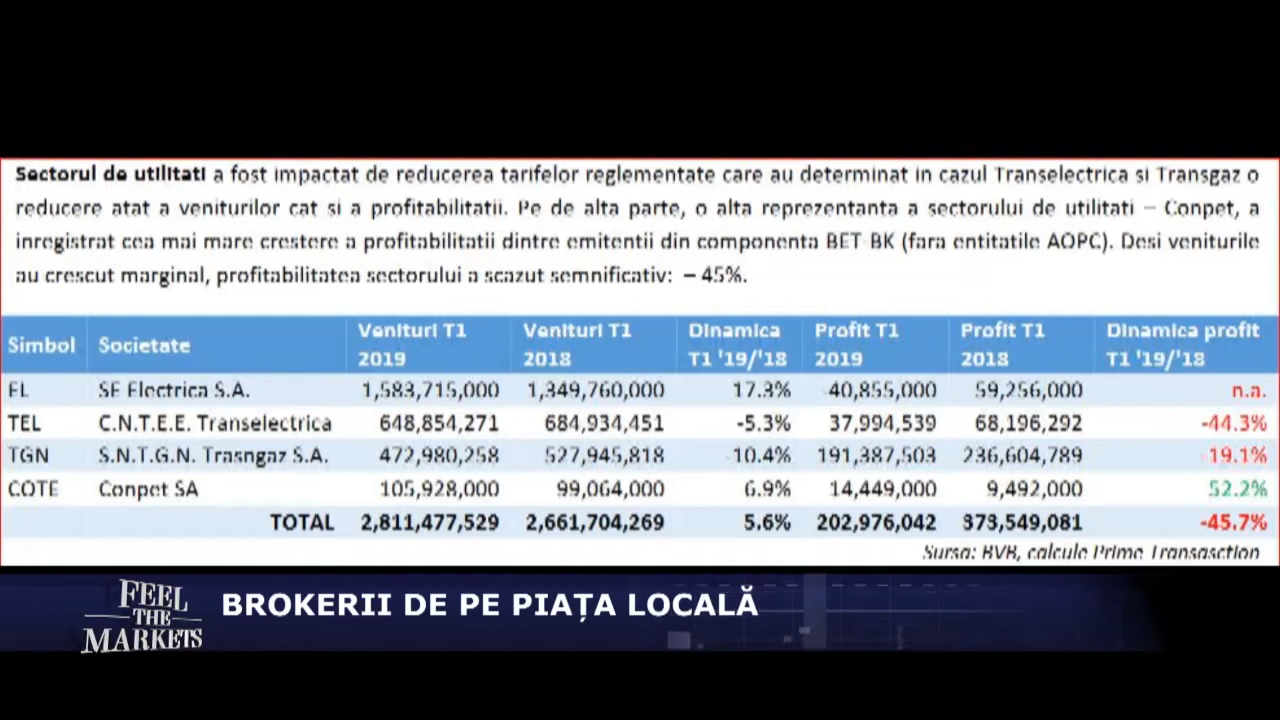 Sectorul de utilitati a fost impactat de reducerea tarifelor reglementate care au determinat in cazul Transelectrica si Transgaz o
reducere atat a veniturilor cat si a profitabilitatii. Pe de alta parte, o alta reprezentanta a sectorului de utilitati – Conpet, a
inregistrat cea mai mare crestere a profitabilitatii dintre emitentii din componenta BET BK (fara entitatile AOPC). Desi veniturile
au crescut marginal, profitabilitatea sectorului a scazut semnificativ: – 45%.
Simbol Societate Venituri T1 2019 Venituri T1 2018 Dinamica T1 '19/'18 Profit T1 2019 Profit T1 2018 Dinamica profit T1 '19/'18
EL SE Electrica S.A. 1,583,715,000 1,349,760,000 17.3% -40,855,000 59,256,000 n.a.
TEL C.N.T.E.E. Transelectrica 648,854,271 684,934,451 -5.3% 37,994,539 68,196,292 -44.3%
TGN S.N.T.G.N. Trasngaz S.A. 472,980,258 527,945,818 -10.4% 191,387,503 236,604,789 -19.1%
COTE Conpet SA 105,928,000 99,064,000 6.9% 14,449,000 9,492,000 52.2%
TOTAL 2,811,477,529 2,661,704,269 5.6% 202,976,042 373,549,081 -45.7%
Sursa: BVB, calcule Prime Transasction
FEEL
THE
MARKETS
BROKERII DE PE PIAȚA LOCALĂ